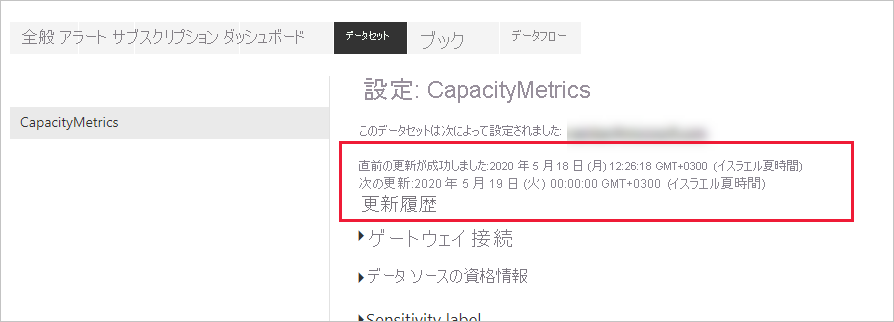 全般 アラート サブスクリプション ダッシュボード データセット ブック データフロー
設定: CapacityMetrics
CapacityMetrics
このデータセットは次によって設定されました:
直前の更新が成功しました:2020 年 5 月 18 日 (月) 12:26:18 GMT+0300 (イスラエル夏時間)
次の更新:2020 年 5 月 19 日 (火) 00:00:00 GMT+0300 (イスラエル夏時間)
更新履歴
ゲートウェイ 接続
データ ソースの資格情報
Sensitivity label